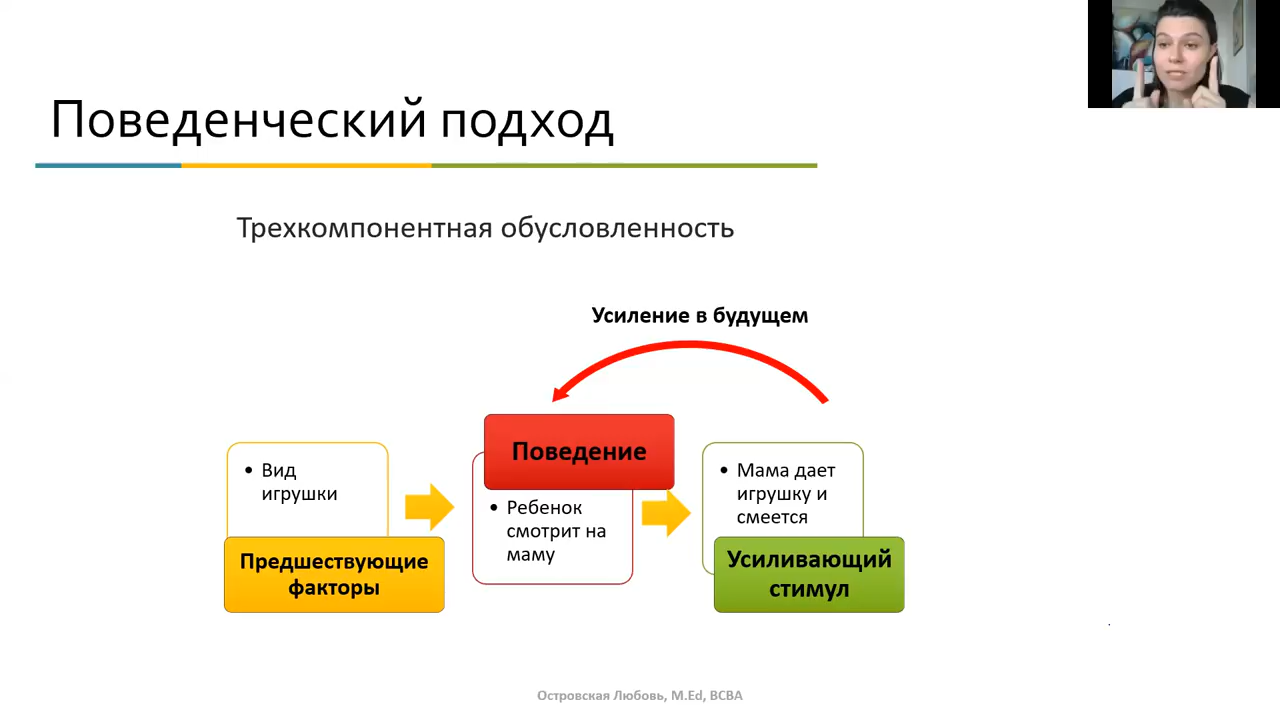 Поведенческий подход
Трехкомпонентная обусловленность
Усиление в будущем
• Вид
игрушки
Предшествующие
факторы
Поведение
• Ребенок
смотрит на
маму
• Мама дает
игрушку и
смеется
Усиливающий
стимул
Островская Любовь, M.Ed, BCBA